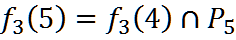 f₃(5) = f₃(4) ∩ P₅